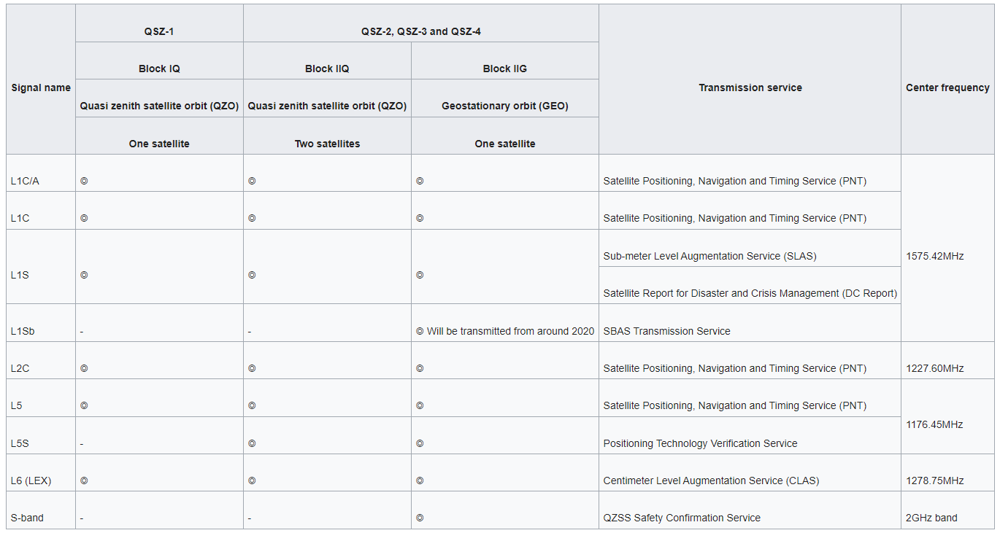 Signal name
QSZ-1
QSZ-2, QSZ-3 and QSZ-4
Transmission service
Center frequency
Block IQ
Block IIQ
Block IIG
Quasi zenith satellite orbit (QZO)
Quasi zenith satellite orbit (QZO)
Geostationary orbit (GEO)
One satellite
Two satellites
One satellite
L1C/A ◎ ◎ ◎ Satellite Positioning, Navigation and Timing Service (PNT) 1575.42MHz
L1C ◎ ◎ ◎ Satellite Positioning, Navigation and Timing Service (PNT)
L1S ◎ ◎ ◎ Sub-meter Level Augmentation Service (SLAS)
Satellite Report for Disaster and Crisis Management (DC Report)
L1Sb - - ◎ Will be transmitted from around 2020 SBAS Transmission Service
L2C ◎ ◎ ◎ Satellite Positioning, Navigation and Timing Service (PNT) 1227.60MHz
L5 ◎ ◎ ◎ Satellite Positioning, Navigation and Timing Service (PNT) 1176.45MHz
L5S - ◎ ◎ Positioning Technology Verification Service
L6 (LEX) ◎ ◎ ◎ Centimeter Level Augmentation Service (CLAS) 1278.75MHz
S-band - - ◎ QZSS Safety Confirmation Service 2GHz band